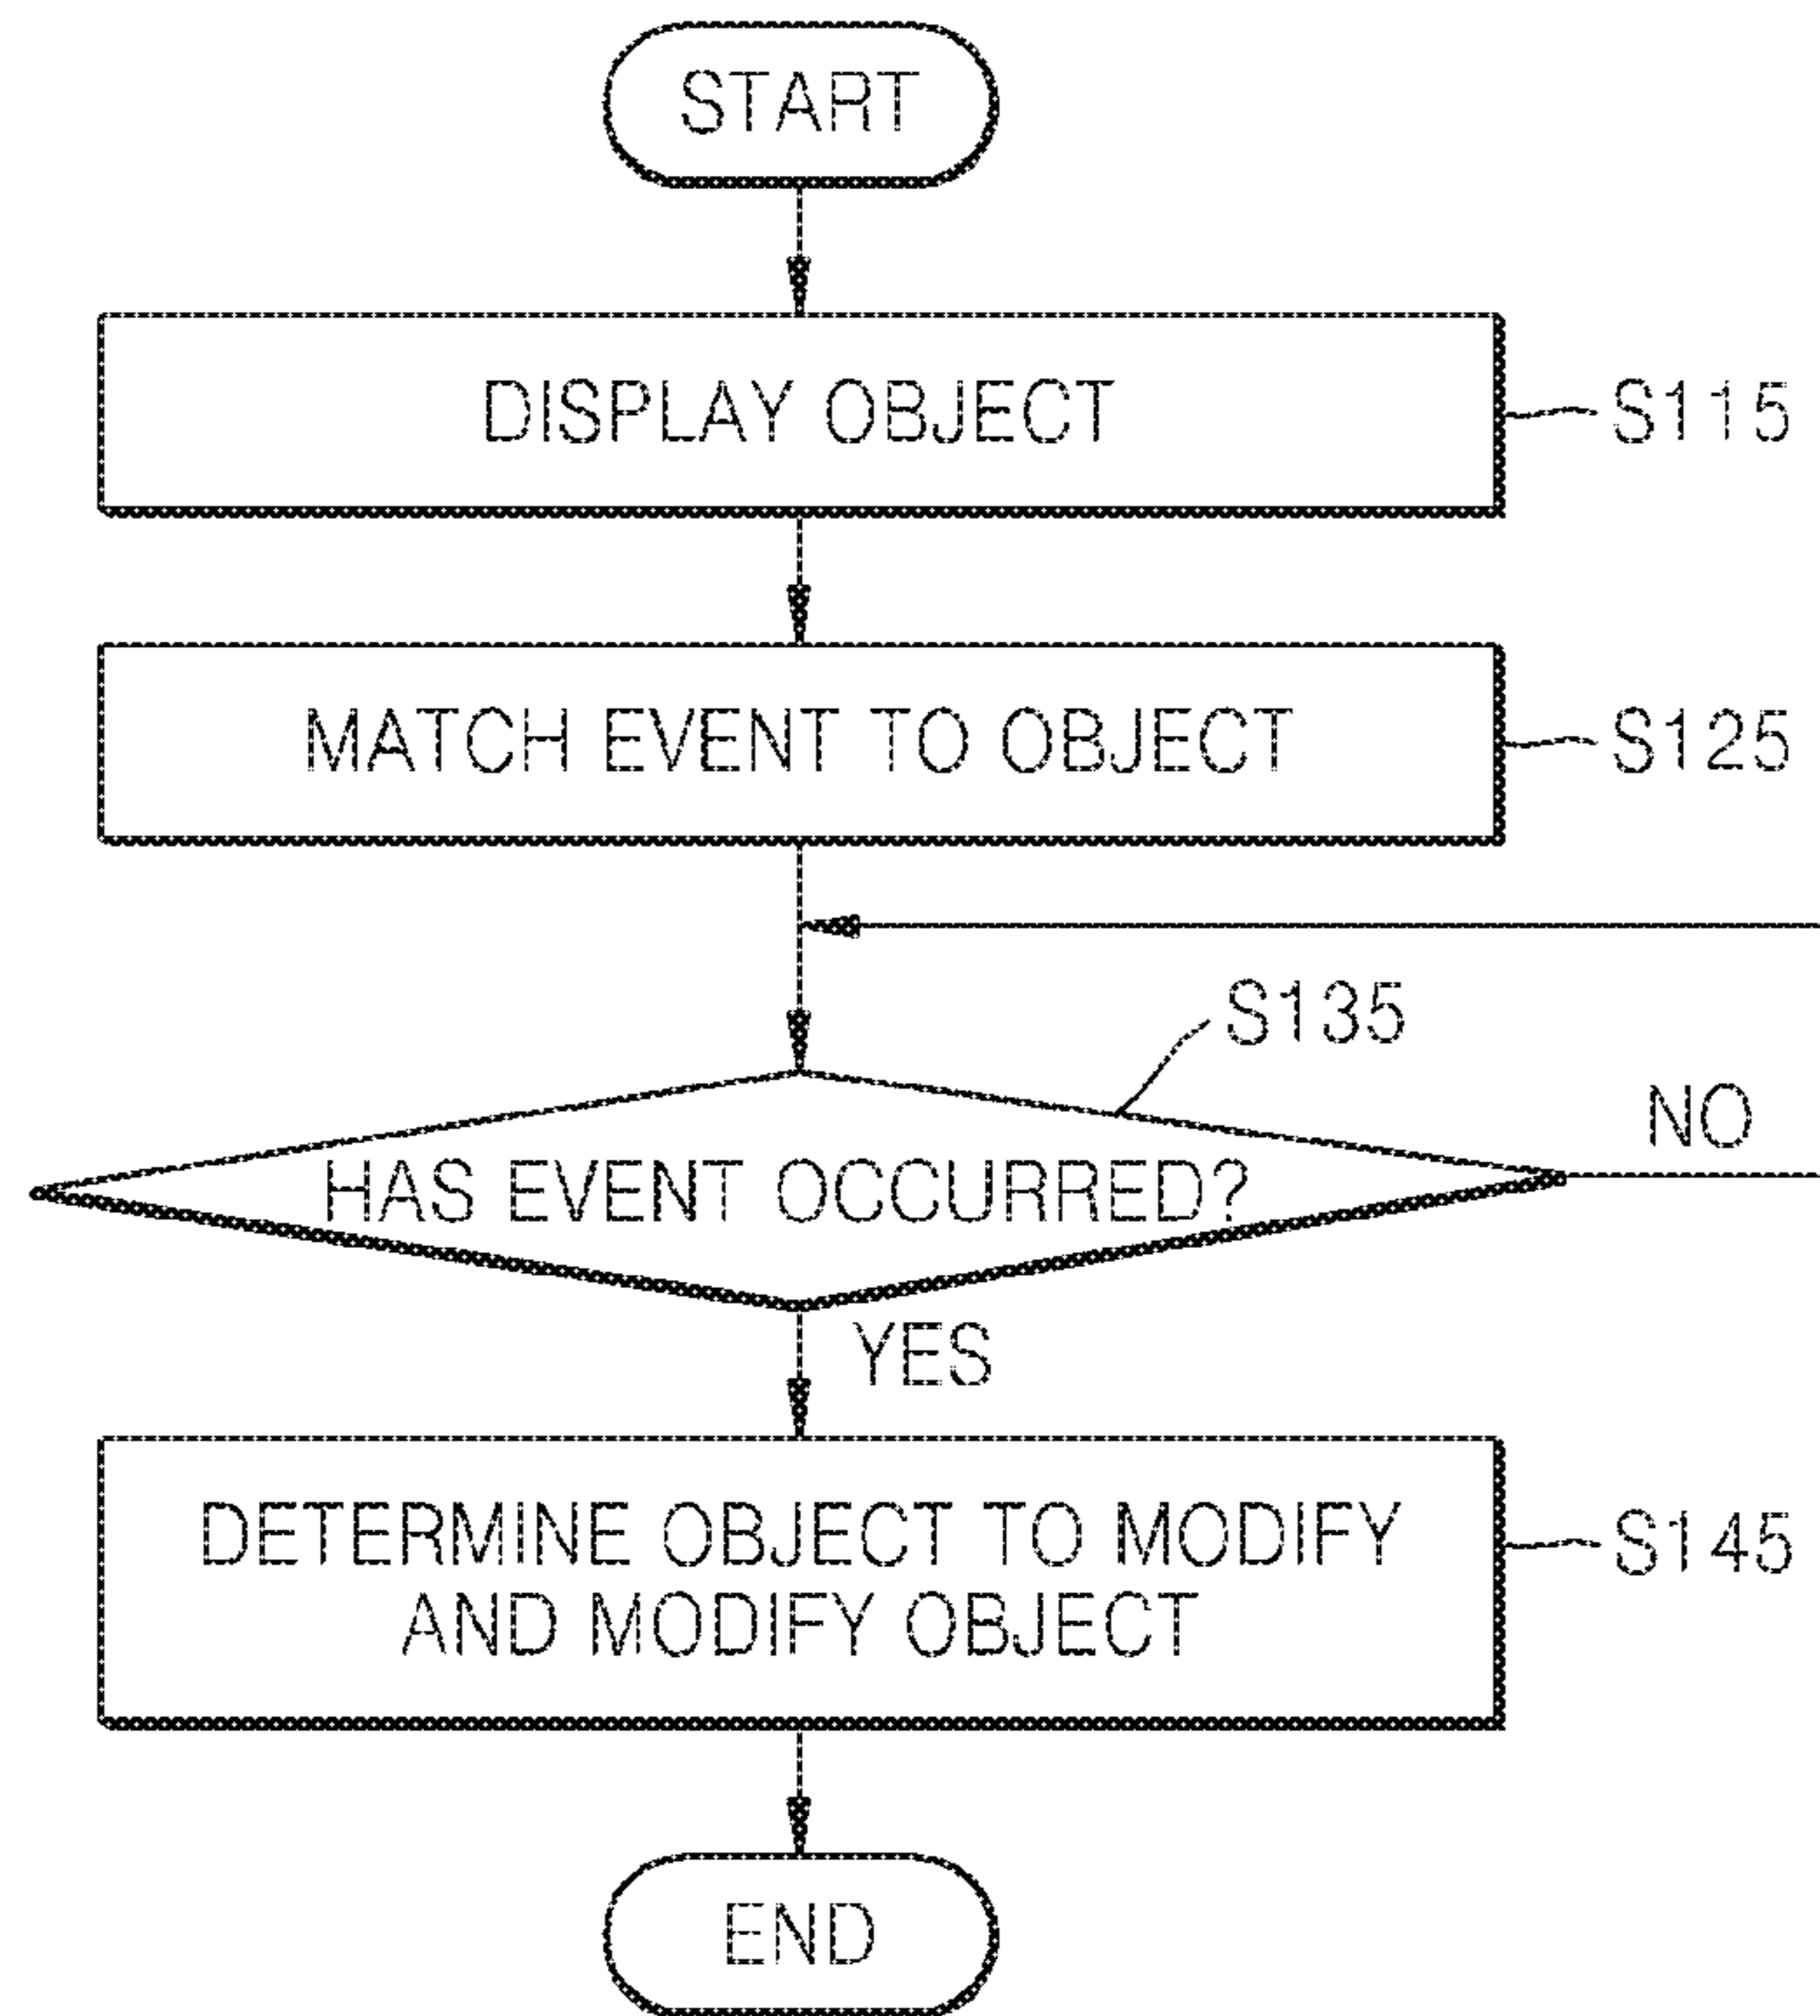 START
DISPLAY OBJECT
S115
MATCH EVENT TO OBJECT
S125
S135
HAS EVENT OCCURRED?
NO
YES
DETERMINE OBJECT TO MODIFY
AND MODIFY OBJECT
S145
END